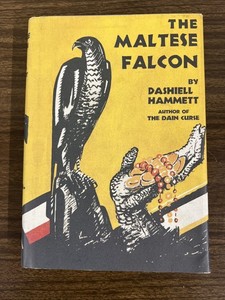 THE
MALTESE
FALCON
BY
DASHIELL
HAMMETT
AUTHOR OF
THE DAIN CURSE